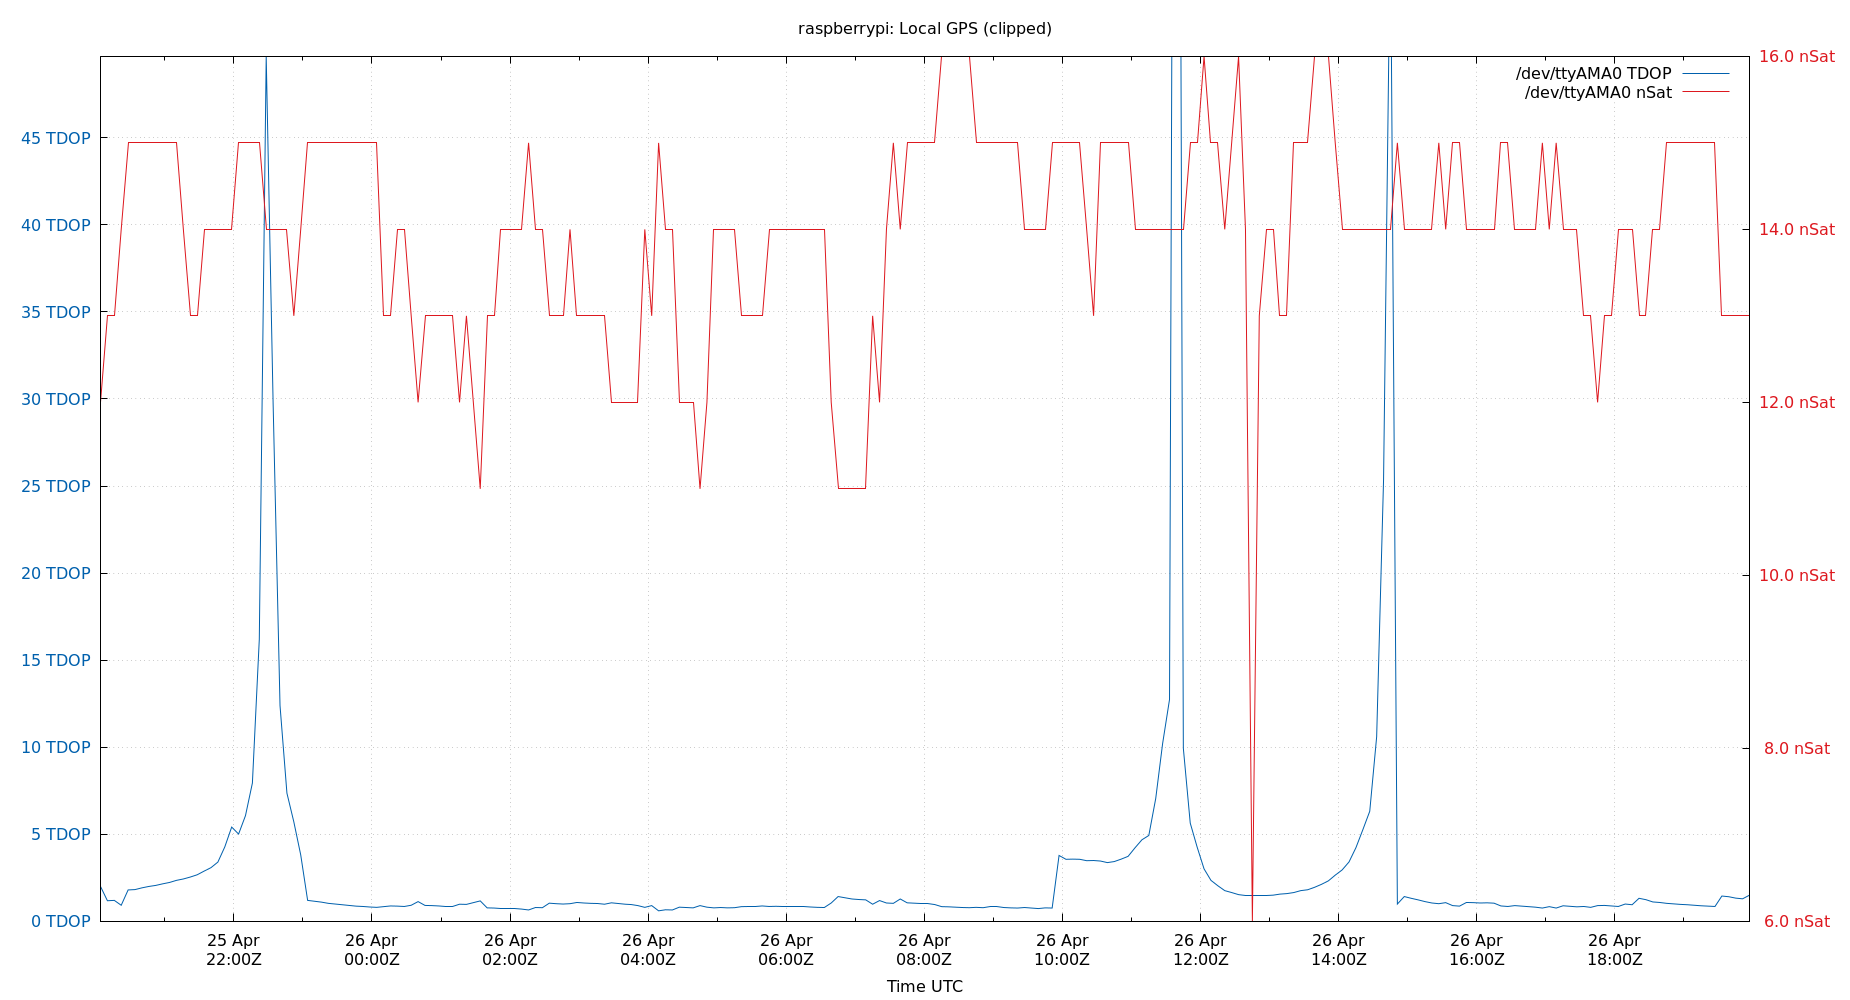 raspberrypi: Local GPS (clipped)
/dev/ttyAMA0 TDOP
/dev/ttyAMA0 nSat
45 TDOP
40 TDOP
35 TDOP
30 TDOP
25 TDOP
20 TDOP
15 TDOP
10 TDOP
5 TDOP
0 TDOP
16.0 nSat
14.0 nSat
12.0 nSat
10.0 nSat
8.0 nSat
6.0 nSat
25 Apr
22:00Z
26 Apr
00:00Z
26 Apr
02:00Z
26 Apr
04:00Z
26 Apr
06:00Z
26 Apr
08:00Z
26 Apr
10:00Z
26 Apr
12:00Z
26 Apr
14:00Z
26 Apr
16:00Z
26 Apr
18:00Z
Time UTC